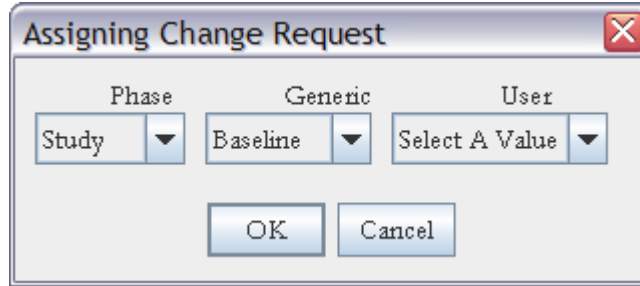 Assigning Change Request
Phase Generic User
Study Baseline Select A Value
OK Cancel